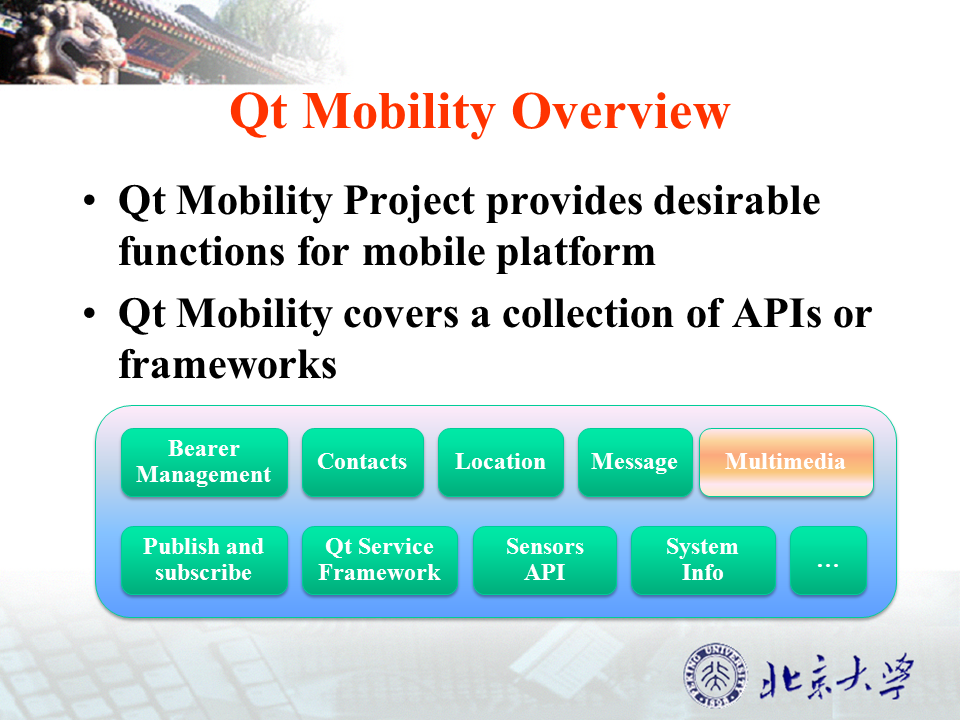 Qt Mobility Overview
• Qt Mobility Project provides desirable
functions for mobile platform
• Qt Mobility covers a collection of APIs or
frameworks
Bearer
Management
Contacts
Location
Message
Multimedia
Publish and
subscribe
Qt Service
Framework
Sensors
API
System
Info
…
PEKING UNIVERSITY
1898
北京大学